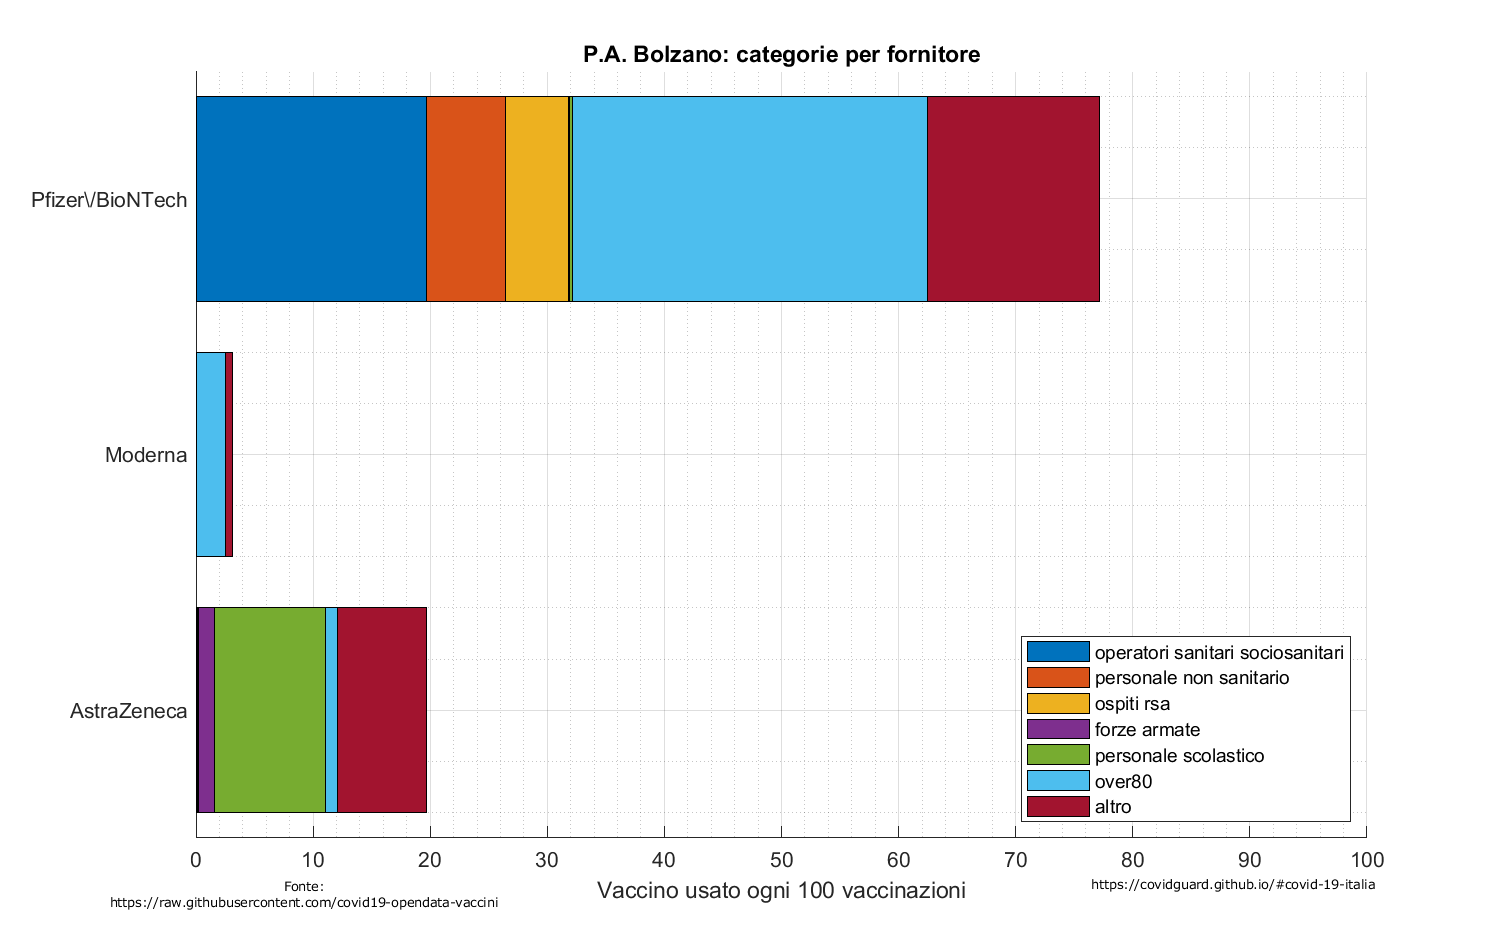 P.A. Bolzano: categorie per fornitore
Pfizer\/BioNTech
Moderna
AstraZeneca
operatori sanitari sociosanitari
personale non sanitario
ospiti rsa
forze armate
personale scolastico
over80
altro
0 10 20 30 40 50 60 70 80 90 100
Vaccino usato ogni 100 vaccinazioni
Fonte:
https://raw.githubusercontent.com/covid19-opendata-vaccini
https://covidguard.github.io/#covid-19-italia